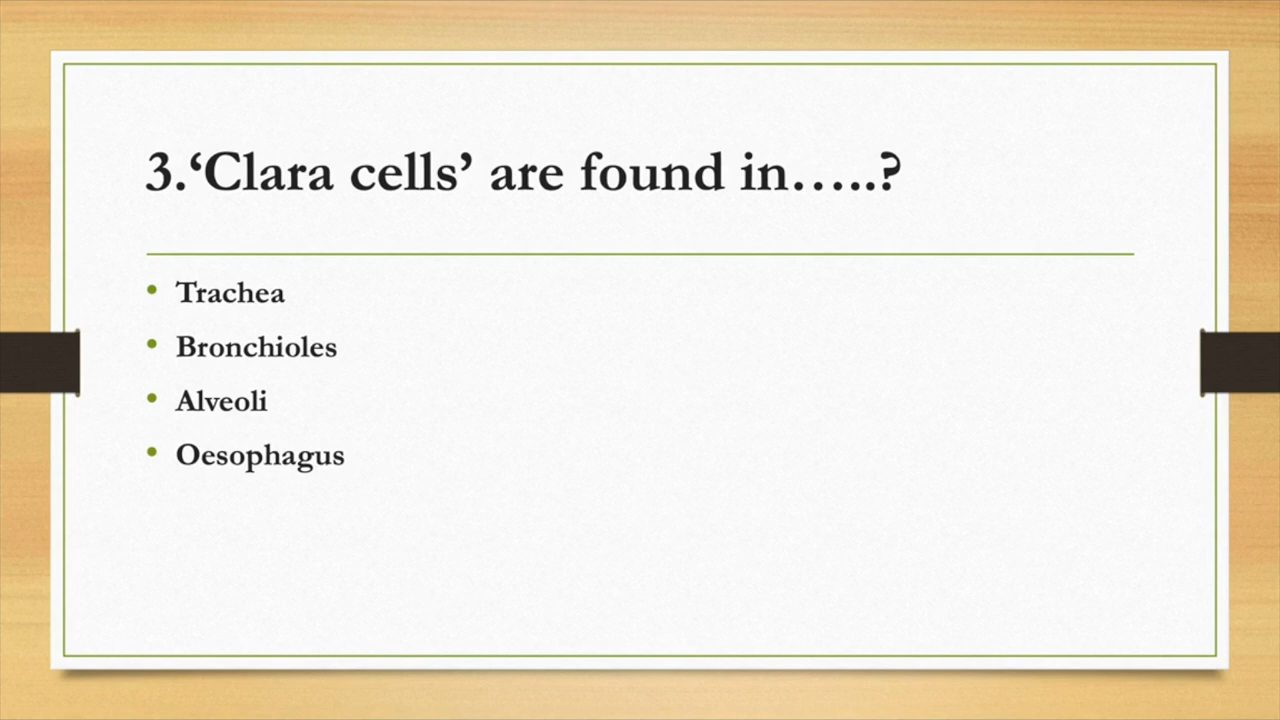 3.‘Clara cells’ are found in…..?
• Trachea
• Bronchioles
• Alveoli
• Oesophagus